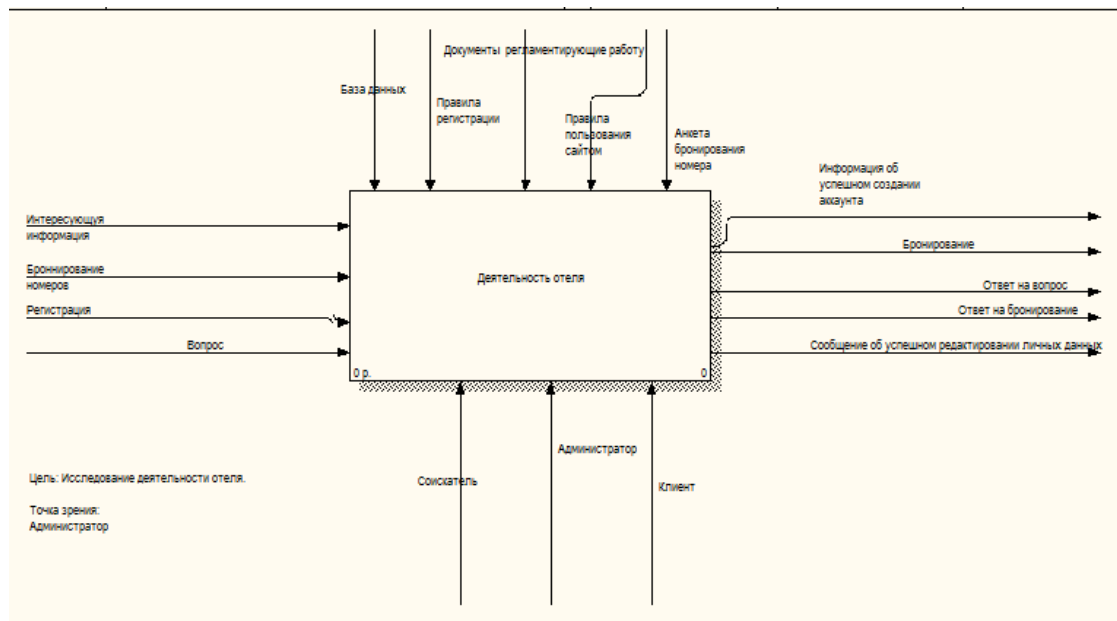 Документы регламентирующие работу
База данных
Правила
регистрации
Правила
пользования
сайтом
Анкета
бронирования
номера
Информация об
успешном создании
аккаунта
Интересующуя
информация
Броннирование
номеров
Регистрация
Вопрос
Деятельность отеля
0 р.
0
Бронирование
Ответ на вопрос
Ответ на бронирование
Сообщение об успешном редактировании личных данных
Соискатель
Администратор
Клиент
Цель: Исследование деятельности отеля.
Точка зрения:
Администратор